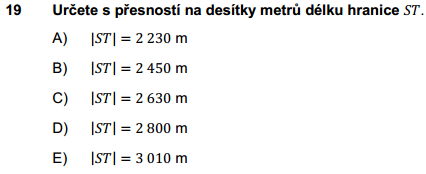 19 Určete s přesností na desítky metrů délku hranice ST.
A) |ST| = 2 230 m
B) |ST| = 2 450 m
C) |ST| = 2 630 m
D) |ST| = 2 800 m
E) |ST| = 3 010 m